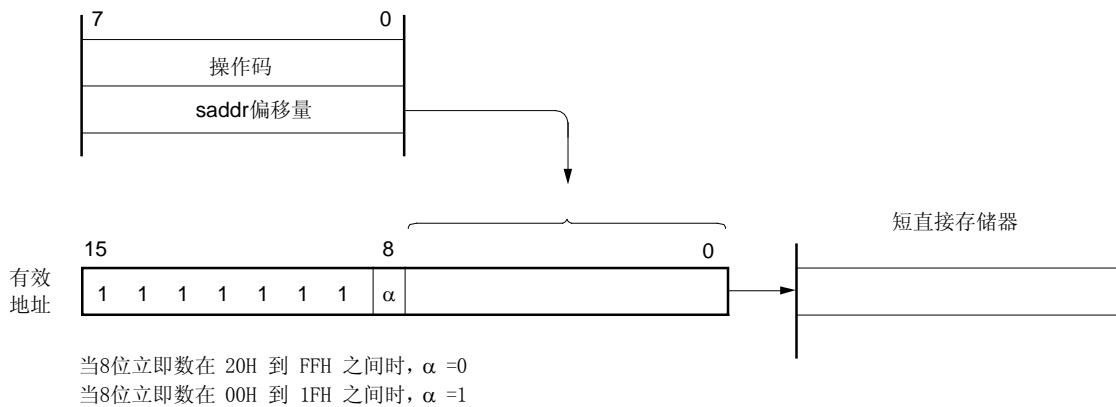 7 0
操作码
saddr偏移量
短直接存储器
15 8 0
有效
地址
1 1 1 1 1 1 1 α
当8位立即数在 20H 到 FFH 之间时，α =0
当8位立即数在 00H 到 1FH 之间时，α =1